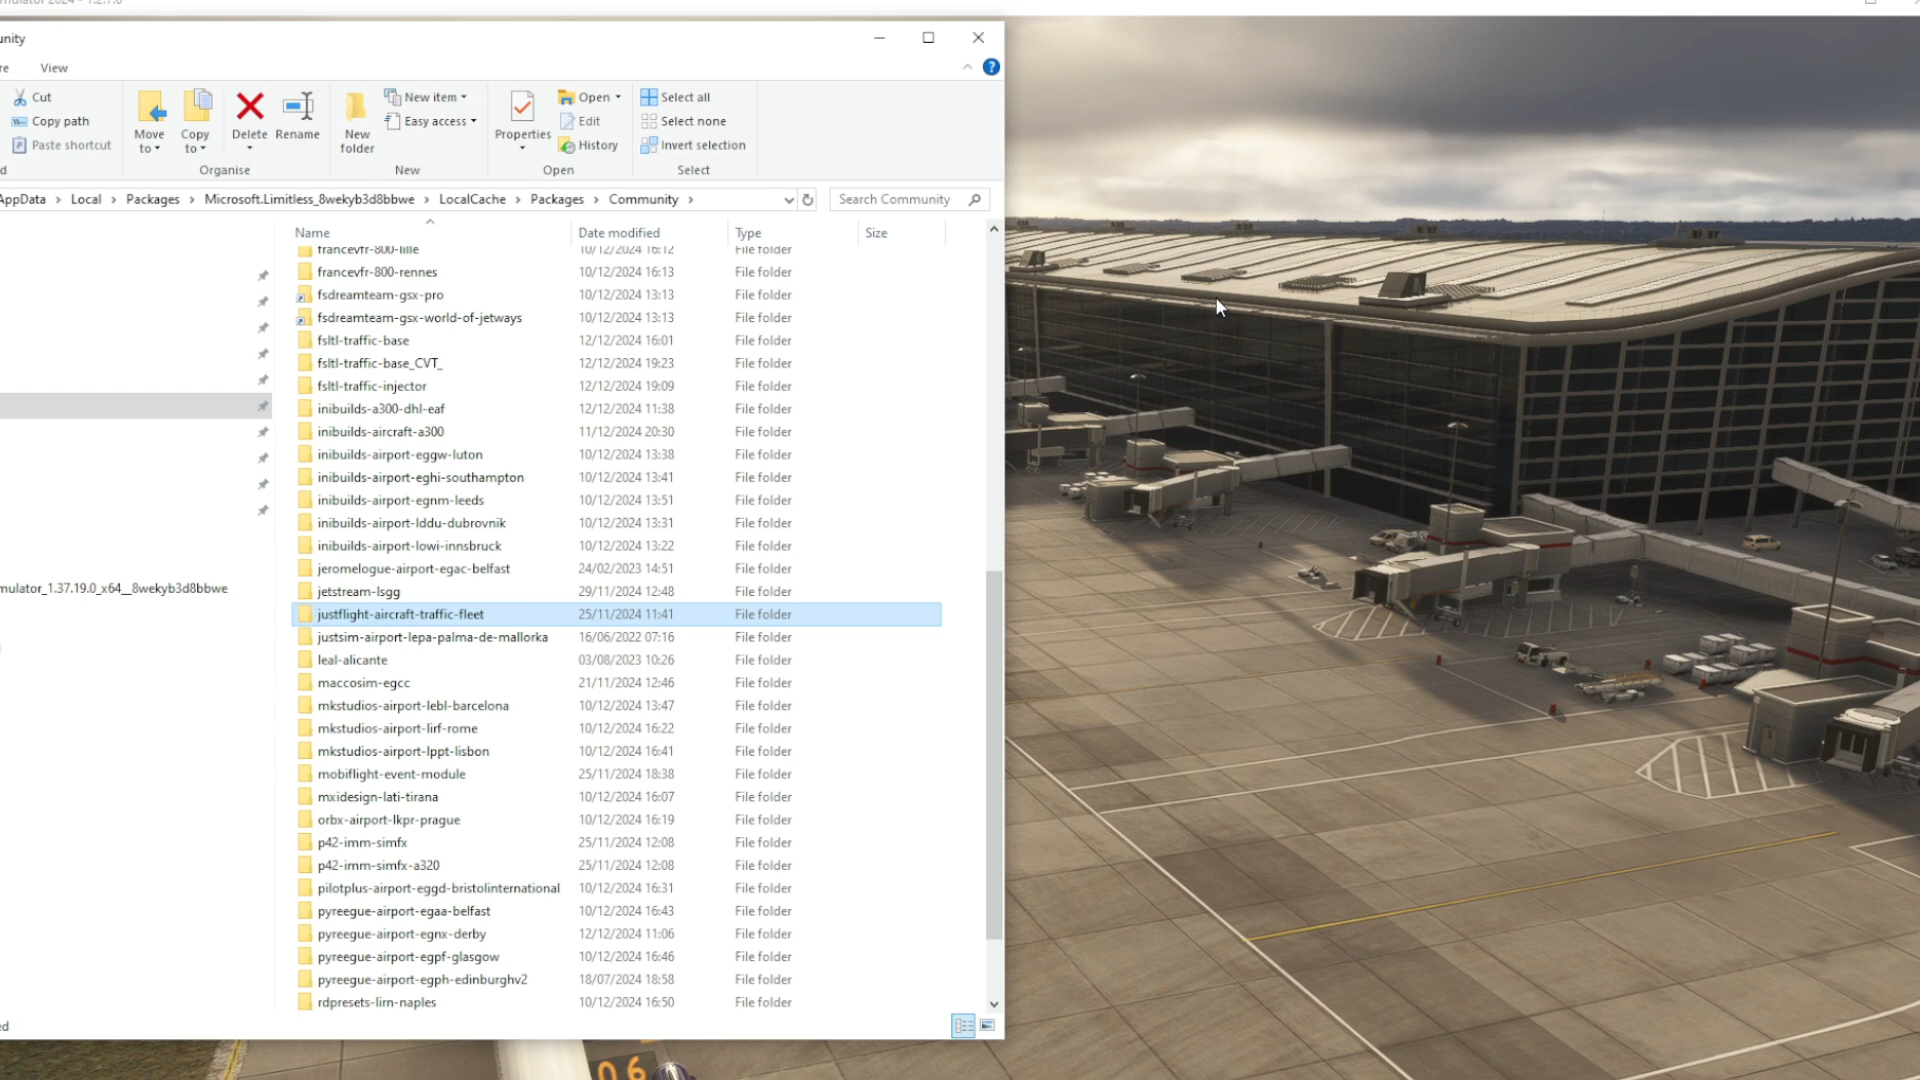 unity
View
Cut
Copy path
Paste shortcut
Move to
Copy to
Delete
Rename
New folder
New item
Easy access
Properties
Open
Edit
History
Select all
Select none
Invert selection
Organise
New
Open
Select
AppData > Local > Packages > Microsoft.Limitless_8wekyb3d8bbwe > LocalCache > Packages > Community >
Search Community
Name Date modified Type Size
francevfr-800-lille 10/12/2024 16:12 File folder
francevfr-800-rennes 10/12/2024 16:13 File folder
fsdreamteam-gsx-pro 10/12/2024 13:13 File folder
fsdreamteam-gsx-world-of-jetways 10/12/2024 13:13 File folder
fsltl-traffic-base 12/12/2024 16:01 File folder
fsltl-traffic-base_CVT_ 12/12/2024 19:23 File folder
fsltl-traffic-injector 12/12/2024 19:09 File folder
inibuilds-a300-dhl-eaf 12/12/2024 11:38 File folder
inibuilds-aircraft-a300 11/12/2024 20:30 File folder
inibuilds-airport-eggw-luton 10/12/2024 13:38 File folder
inibuilds-airport-eghi-southampton 10/12/2024 13:41 File folder
inibuilds-airport-egnm-leeds 10/12/2024 13:51 File folder
inibuilds-airport-lddu-dubrovnik 10/12/2024 13:31 File folder
inibuilds-airport-lowi-innsbruck 10/12/2024 13:22 File folder
jeromelogue-airport-egac-belfast 24/02/2023 14:51 File folder
jetstream-lsgg 29/11/2024 12:48 File folder
mulator_1.37.19.0_x64__8wekyb3d8bbwe
justflight-aircraft-traffic-fleet 25/11/2024 11:41 File folder
justsim-airport-lepa-palma-de-mallorka 16/06/2022 07:16 File folder
leal-alicante 03/08/2023 10:26 File folder
maccosim-egcc 21/11/2024 12:46 File folder
mkstudios-airport-lebl-barcelona 10/12/2024 13:47 File folder
mkstudios-airport-lirf-rome 10/12/2024 16:22 File folder
mkstudios-airport-lppt-lisbon 10/12/2024 16:41 File folder
mobiflight-event-module 25/11/2024 18:38 File folder
mxidesign-lati-tirana 10/12/2024 16:07 File folder
orbx-airport-lkpr-prague 10/12/2024 16:19 File folder
p42-imm-simfx 25/11/2024 12:08 File folder
p42-imm-simfx-a320 25/11/2024 12:08 File folder
pilotplus-airport-eggd-bristolinternational 10/12/2024 16:31 File folder
pyreegue-airport-egaa-belfast 10/12/2024 16:43 File folder
pyreegue-airport-egnx-derby 12/12/2024 11:06 File folder
pyreegue-airport-egpf-glasgow 10/12/2024 16:46 File folder
pyreegue-airport-egph-edinburghv2 18/07/2024 18:58 File folder
rdpresets-lirn-naples 10/12/2024 16:50 File folder
06